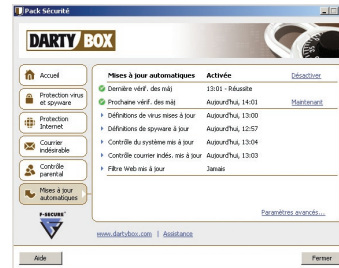 Pack Sécurité
DARTY BOX
Accueil
Protection virus et spyware
Protection Internet
Courrier indésirable
Contrôle parental
Mises à jour automatiques
F-SECURE
Mises à jour automatiques Activée Désactiver
Dernière vérif. des màj 13:01 - Réussite
Prochaine vérif. des màj Aujourd'hui, 14:01 Maintenant
Définitions de virus mises à jour Aujourd'hui, 13:00
Définitions de spyware à jour Aujourd'hui, 12:57
Contrôle du système mis à jour Aujourd'hui, 13:04
Contrôle courrier indés. mis à jour Aujourd'hui, 13:03
Filtre Web mis à jour Jamais
Paramètres avancés...
www.dartybox.com | Assistance
Aide
Fermer